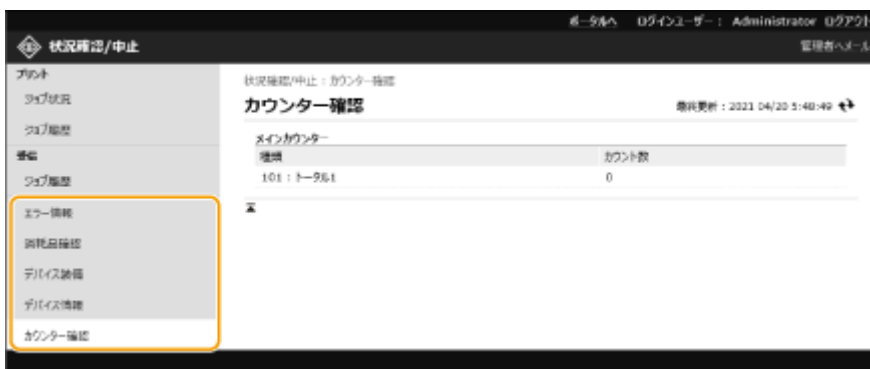 ポータルへ ログインユーザー： Administrator ログアウト
状況確認/中止
管理者へメール
プリント
ジョブ状況
ジョブ履歴
受信
ジョブ履歴
エラー情報
消耗品確認
デバイス装備
デバイス情報
カウンター確認
状況確認/中止 : カウンター確認
カウンター確認
最終更新 : 2021 04/20 5:48:49
メインカウンター
種類 カウント数
101 : トータル1 0